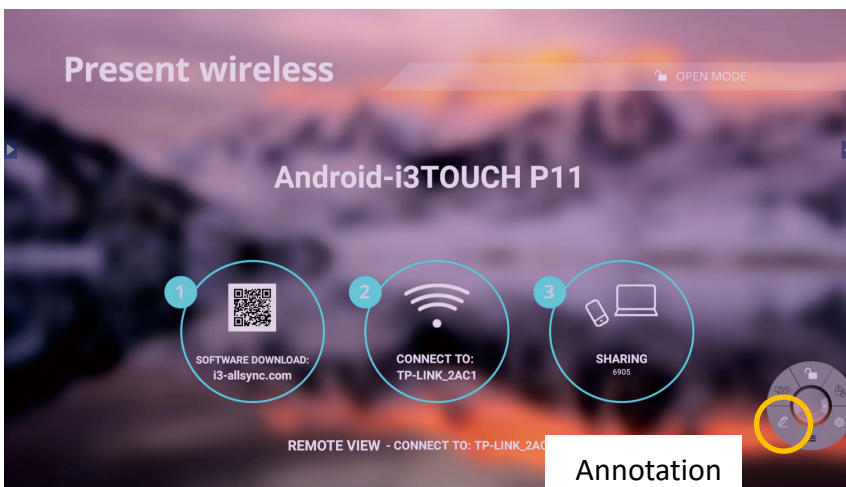 Present wireless
OPEN MODE
Android-i3TOUCH P11
1
2
3
SOFTWARE DOWNLOAD:
i3-allsync.com
CONNECT TO:
TP-LINK_2AC1
SHARING
6905
REMOTE VIEW - CONNECT TO: TP-LINK_2AC
Annotation